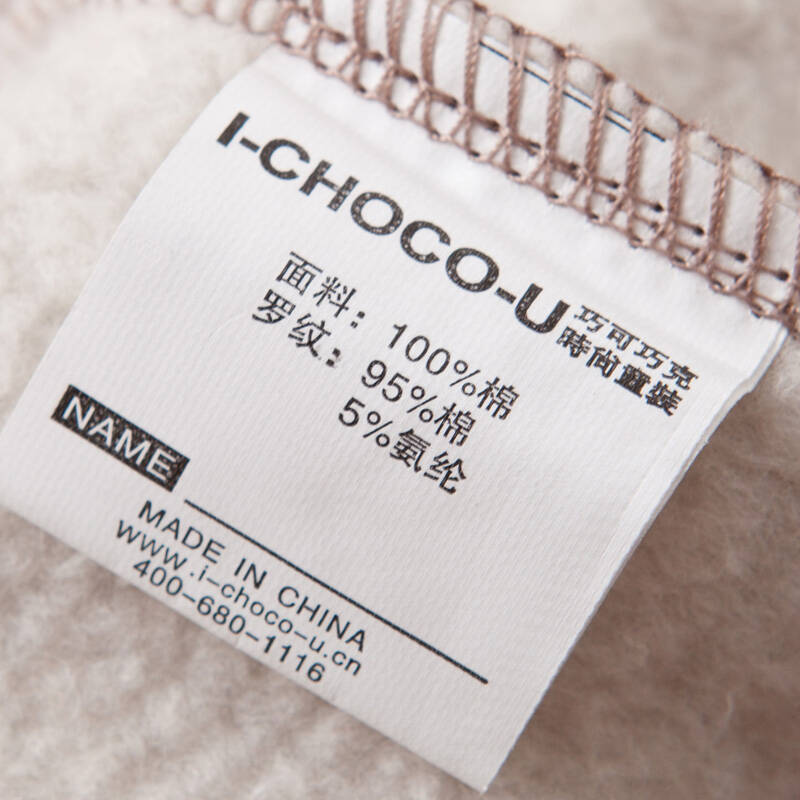 I-CHOCO-U
巧可巧克
時尚童装
面料：100%棉
罗纹：95%棉
5%氨纶
NAME
MADE IN CHINA
www.i-choco-u.cn
400-680-1116